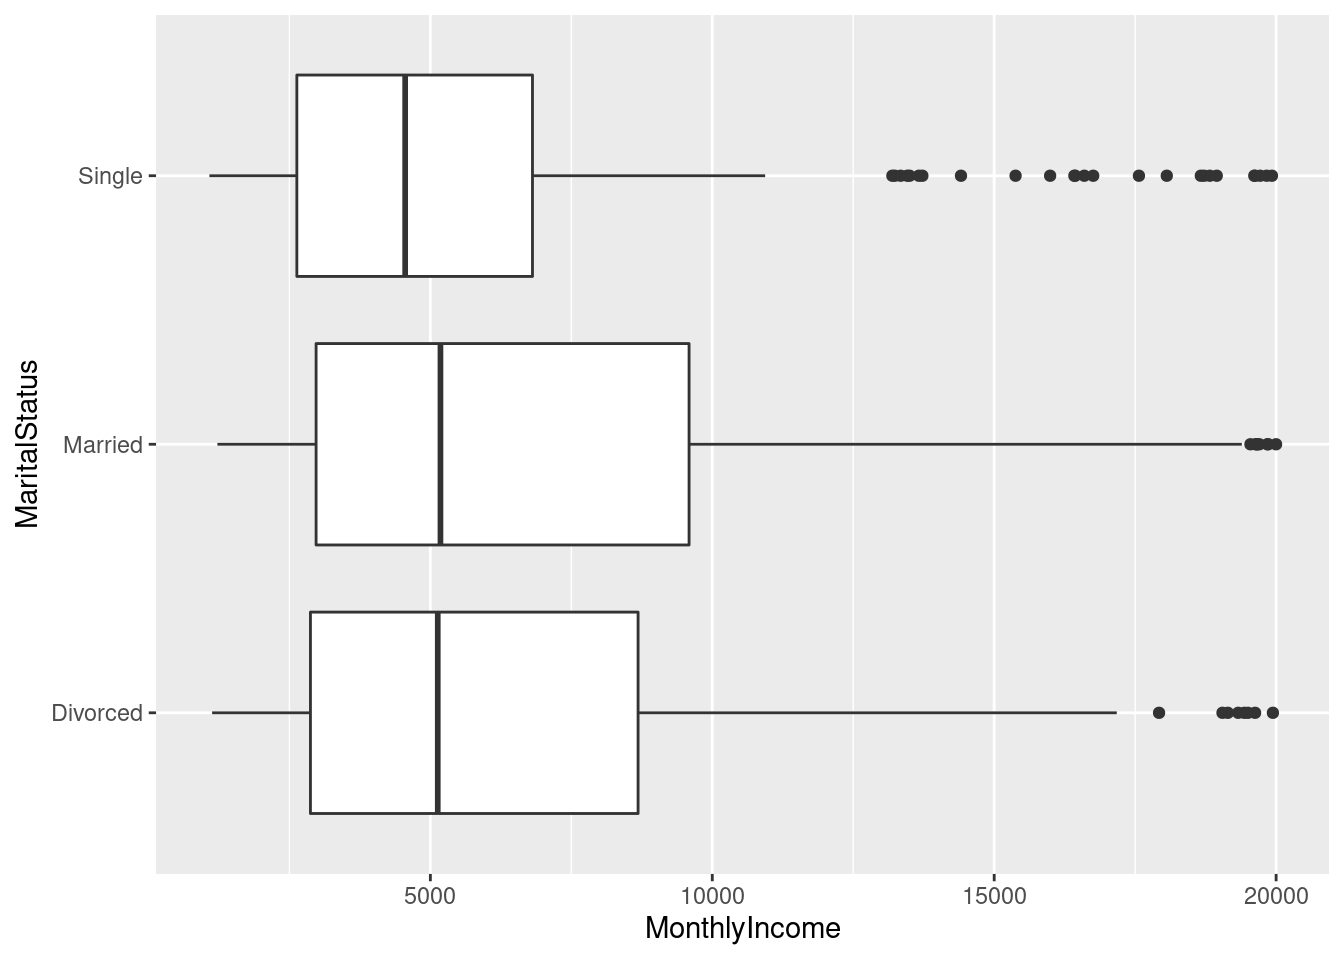 MaritalStatus
Single
Married
Divorced
5000 10000 15000 20000
MonthlyIncome